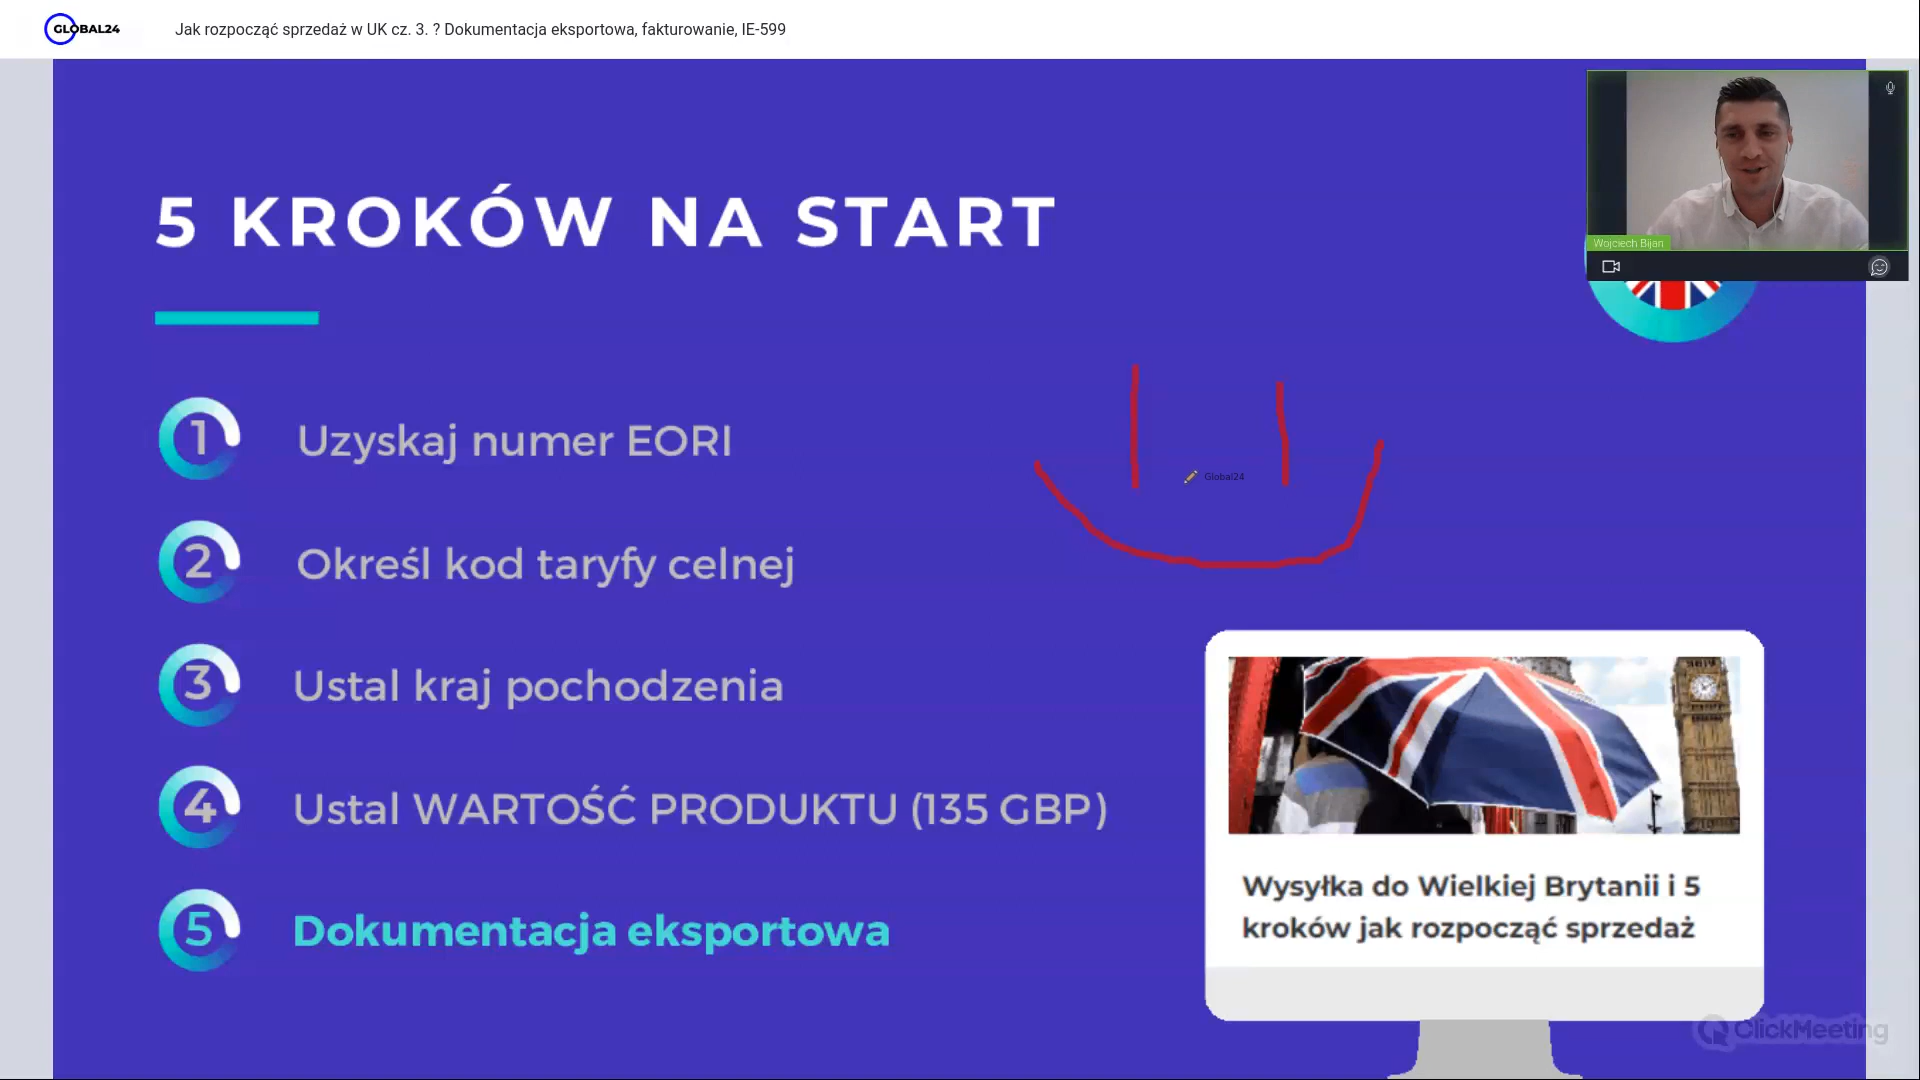 GLOBAL24
Jak rozpocząć sprzedaż w UK cz. 3. ? Dokumentacja eksportowa, fakturowanie, IE-599
Wojciech Bijan
5 KROKÓW NA START
1 Uzyskaj numer EORI
Global24
2 Określ kod taryfy celnej
3 Ustal kraj pochodzenia
4 Ustal WARTOŚĆ PRODUKTU (135 GBP)
5 Dokumentacja eksportowa
Wysyłka do Wielkiej Brytanii i 5
kroków jak rozpocząć sprzedaż
ClickMeeting